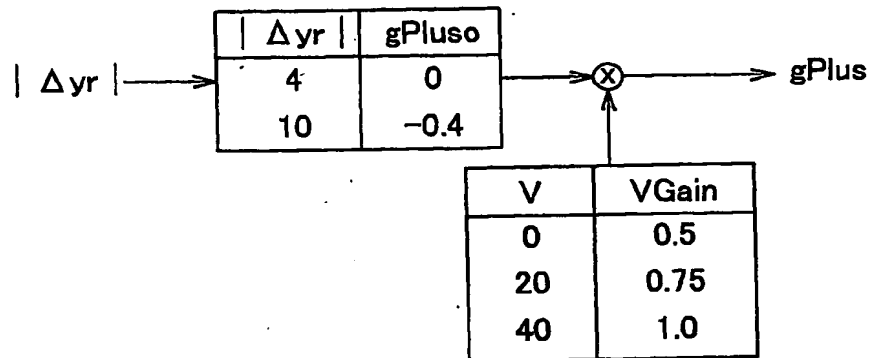 | Δyr |
| Δyr | gPluso
4 0
10 -0.4
X
gPlus
V VGain
0 0.5
20 0.75
40 1.0